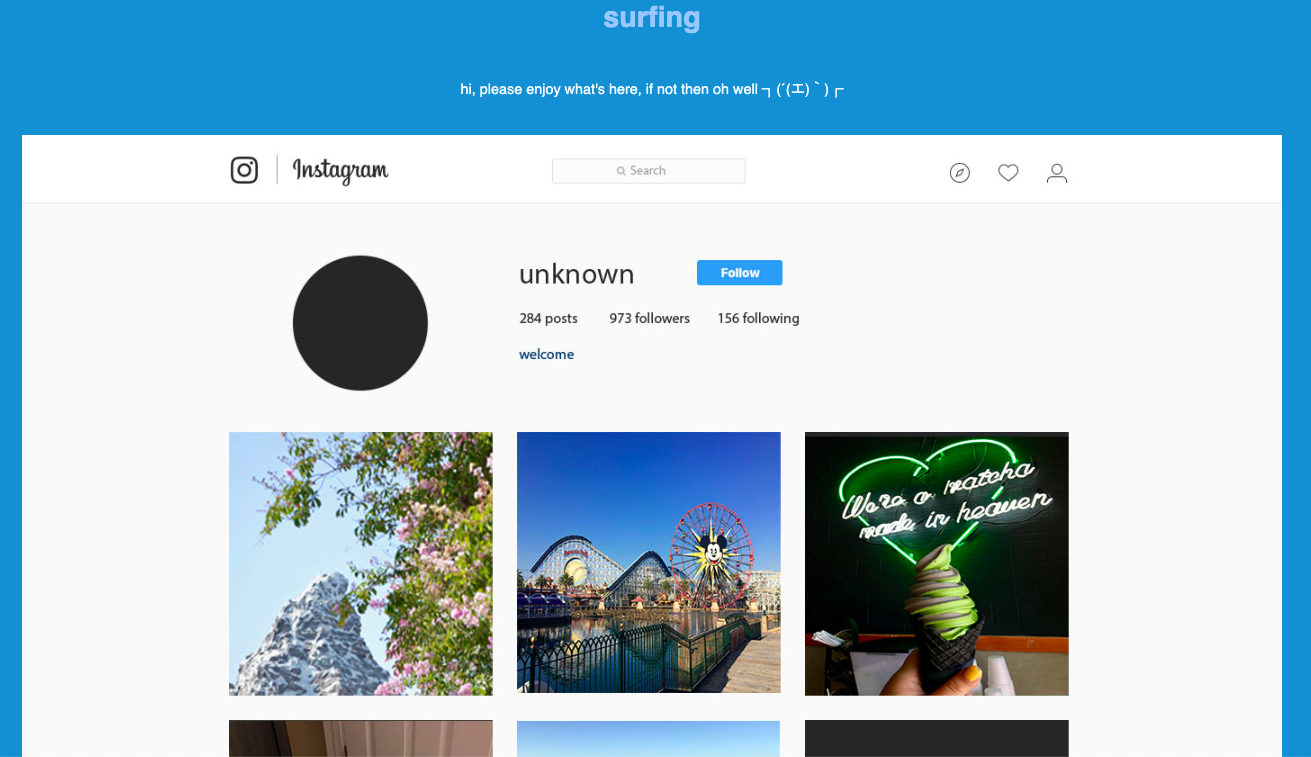 surfing
hi, please enjoy what's here, if not then oh well ┐(´(エ)｀)┌
Instagram
Search
unknown
Follow
284 posts 973 followers 156 following
welcome
We're a matcha
made in heaven